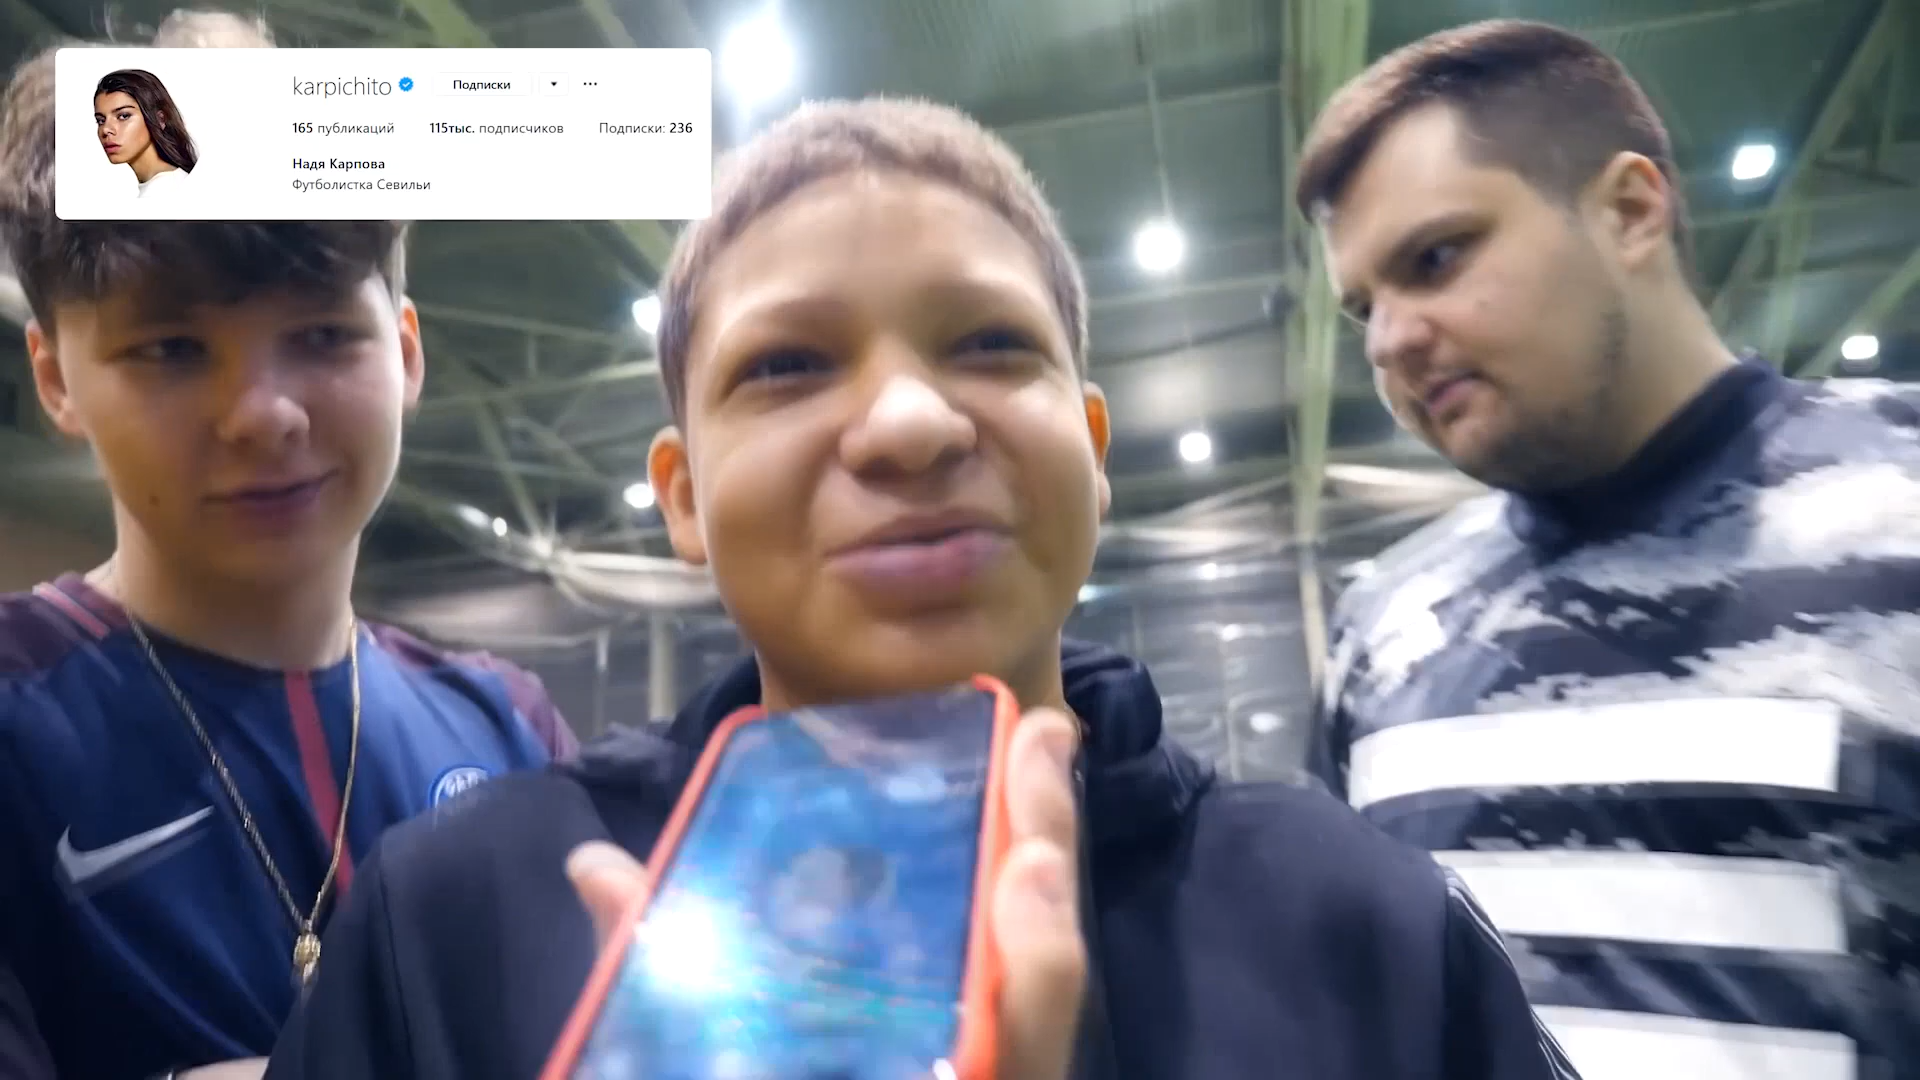 karpichito
Подписки
165 публикаций 115тыс. подписчиков Подписки: 236
Надя Карпова
Футболистка Севильи